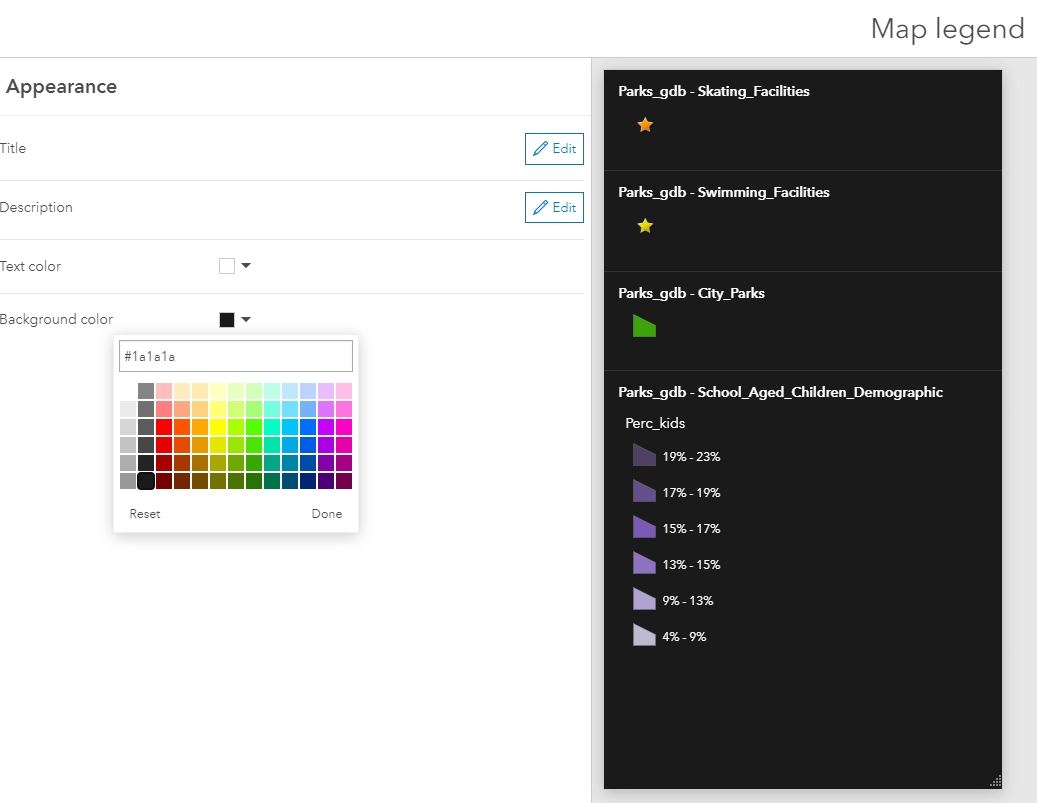 Map legend
Appearance
Title
Edit
Description
Edit
Text color
Background color
#1a1a1a
Reset
Done
Parks_gdb - Skating_Facilities
Parks_gdb - Swimming_Facilities
Parks_gdb - City_Parks
Parks_gdb - School_Aged_Children_Demographic
Perc_kids
19% - 23%
17% - 19%
15% - 17%
13% - 15%
9% - 13%
4% - 9%